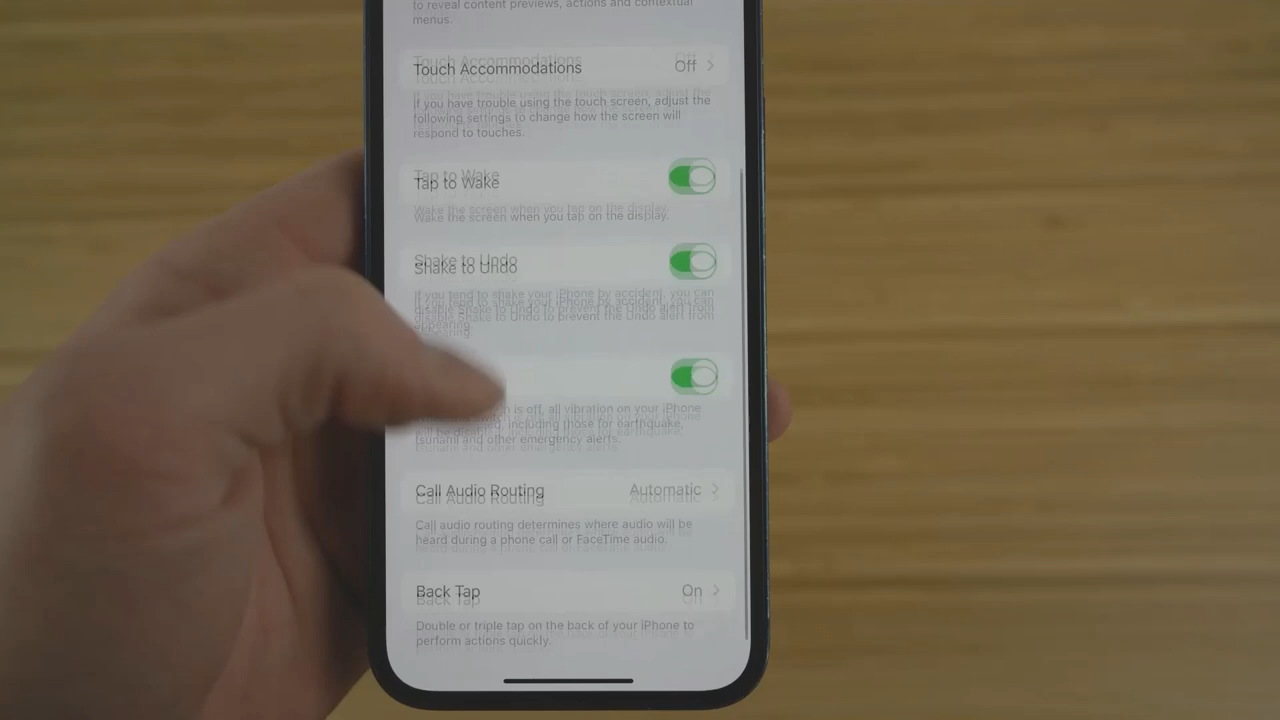 to reveal content previews, actions and contextual
menus.
Touch Accommodations Off
If you have trouble using the touch screen, adjust the
following settings to change how the screen will
respond to touches.
Tap to Wake
Wake the screen when you tap on the display.
Shake to Undo
If you tend to shake your iPhone by accident, you can
disable Shake to Undo to prevent the Undo alert from
appearing.
is off, all vibration on your iPhone
including those for earthquake,
tsunami and other emergency alerts.
Call Audio Routing Automatic
Call audio routing determines where audio will be
heard during a phone call or FaceTime audio.
Back Tap On
Double or triple tap on the back of your iPhone to
perform actions quickly.